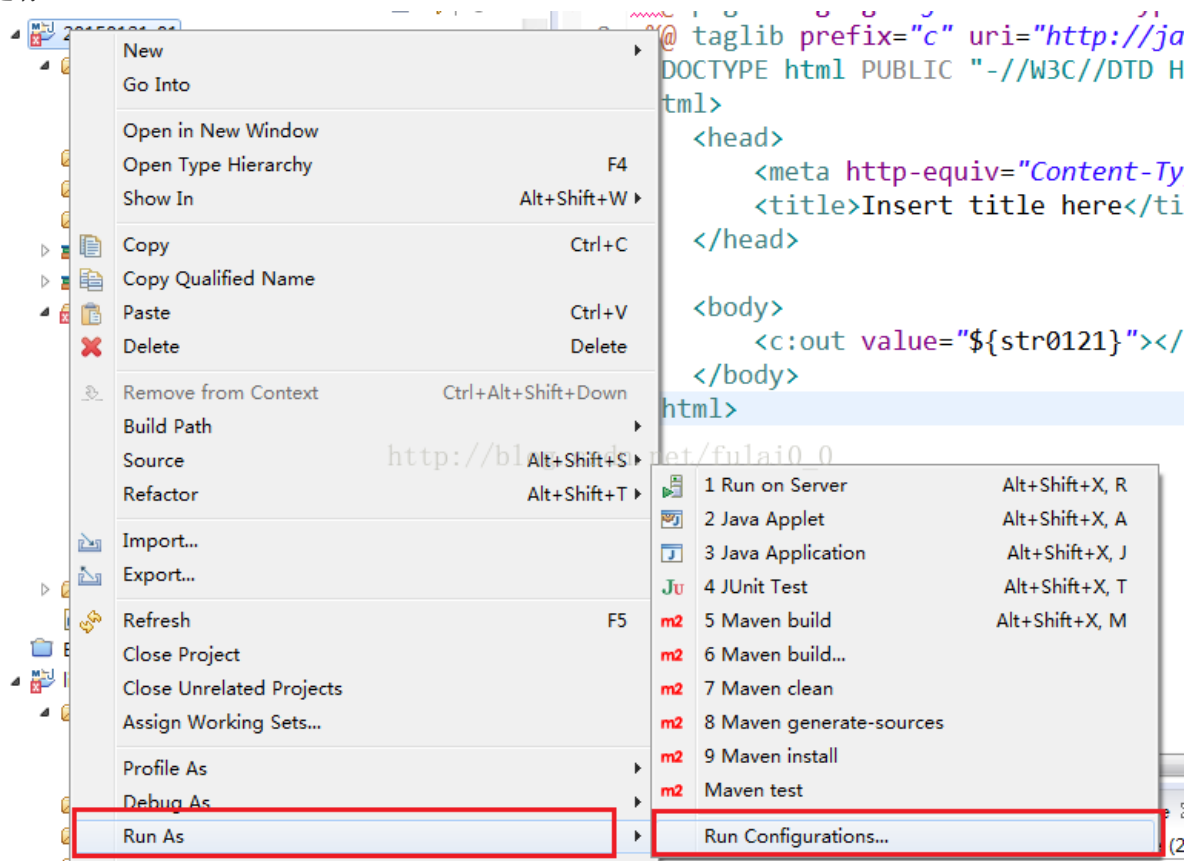 New
Go Into
Open in New Window
Open Type Hierarchy F4
Show In Alt+Shift+W
Copy Ctrl+C
Copy Qualified Name
Paste Ctrl+V
Delete Delete
Remove from Context Ctrl+Alt+Shift+Down
Build Path
Source Alt+Shift+S
Refactor Alt+Shift+T
Import...
Export...
Refresh F5
Close Project
Close Unrelated Projects
Assign Working Sets...
Profile As
Debug As
Run As
@ taglib prefix="c" uri="http://ja
DOCTYPE html PUBLIC "-//W3C//DTD H
tml>
<head>
<meta http-equiv="Content-Ty
<title>Insert title here</ti
</head>
<body>
<c:out value="${str0121}"></
</body>
html>
http://blog.csdn.net/fulai0_0
1 Run on Server Alt+Shift+X, R
2 Java Applet Alt+Shift+X, A
3 Java Application Alt+Shift+X, J
4 JUnit Test Alt+Shift+X, T
5 Maven build Alt+Shift+X, M
6 Maven build...
7 Maven clean
8 Maven generate-sources
9 Maven install
Maven test
Run Configurations...